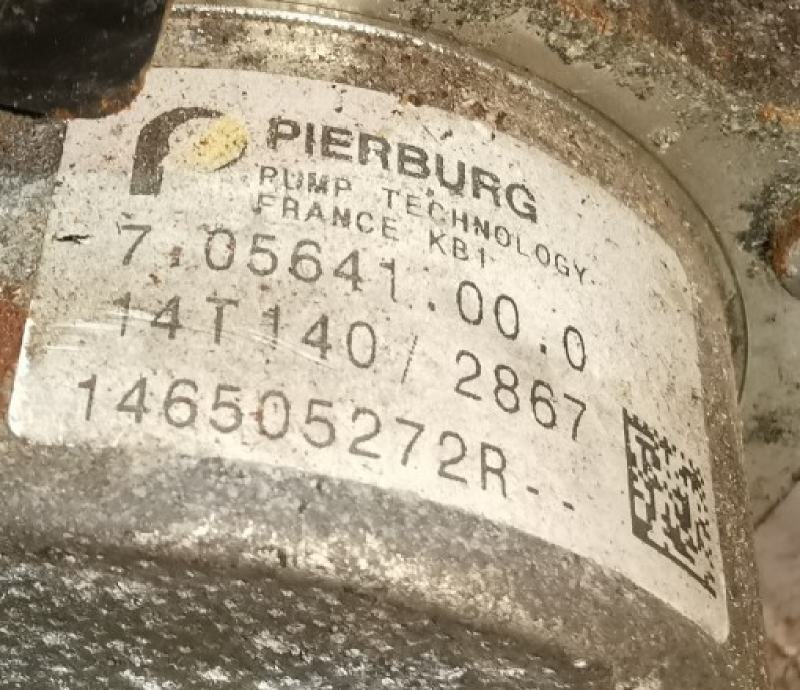 PIERBURG
PUMP TECHNOLOGY
FRANCE KB1
7.05641.00.0
14T140/2867
146505272R--